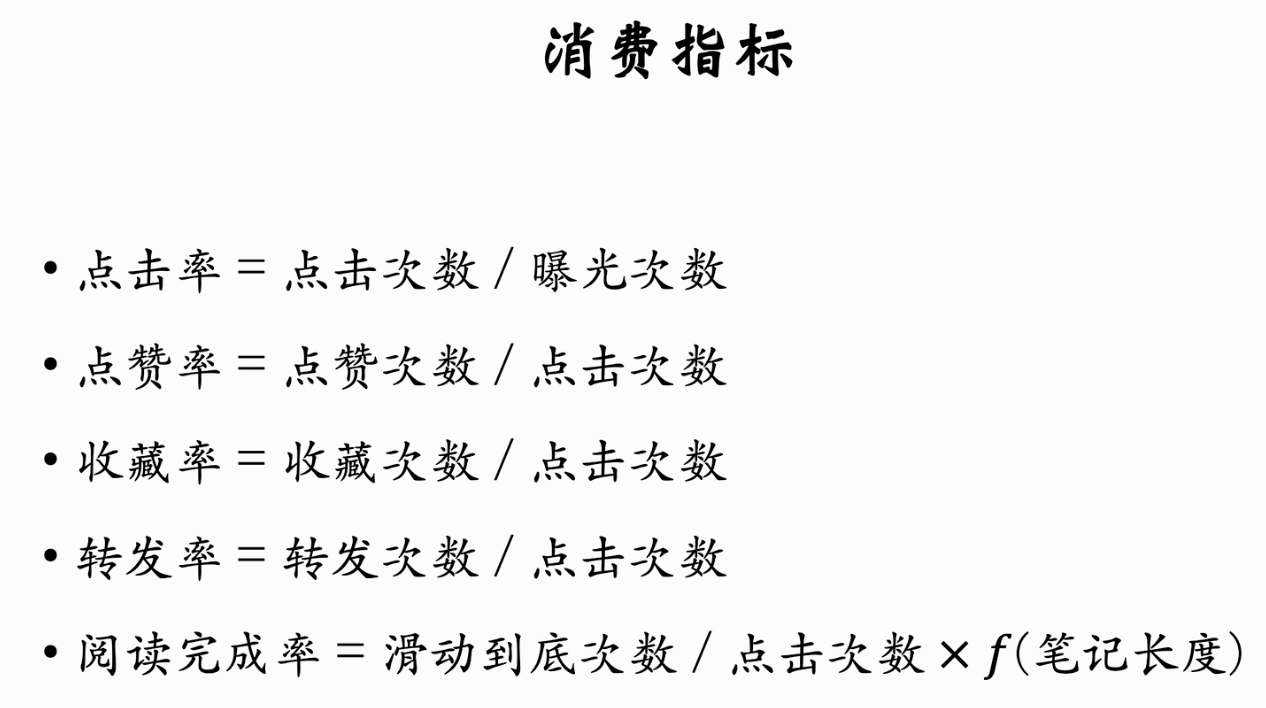 消费指标
• 点击率 = 点击次数 / 曝光次数
• 点赞率 = 点赞次数 / 点击次数
• 收藏率 = 收藏次数 / 点击次数
• 转发率 = 转发次数 / 点击次数
• 阅读完成率 = 滑动到底次数 / 点击次数 × f(笔记长度)